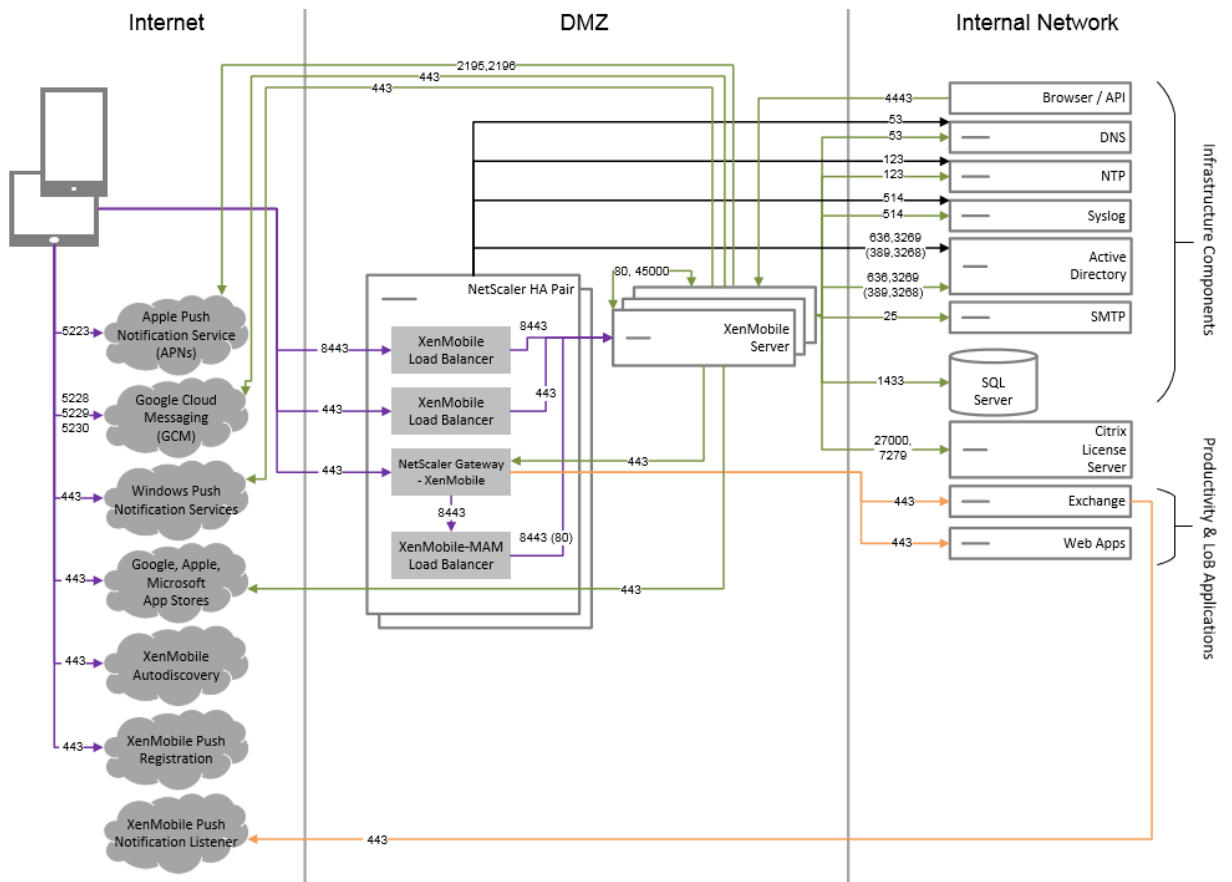 Internet
DMZ
Internal Network
2195,2196
443
443
4443
Browser / API
53
53
DNS
123
123
NTP
514
514
Syslog
636,3269
(389,3268)
636,3269
(389,3268)
Active
Directory
25
SMTP
1433
SQL
Server
27000,
7279
Citrix
License
Server
443
Exchange
443
Web Apps
Infrastructure Components
Productivity & LoB Applications
80, 45000
XenMobile
Server
NetScaler HA Pair
8443
XenMobile
Load Balancer
8443
443
XenMobile
Load Balancer
443
443
NetScaler Gateway
- XenMobile
443
8443
XenMobile-MAM
Load Balancer
8443 (80)
443
5223
Apple Push
Notification Service
(APNs)
5228
5229
5230
Google Cloud
Messaging
(GCM)
443
Windows Push
Notification Services
443
Google, Apple,
Microsoft
App Stores
443
XenMobile
Autodiscovery
443
XenMobile Push
Registration
XenMobile Push
Notification Listener
443